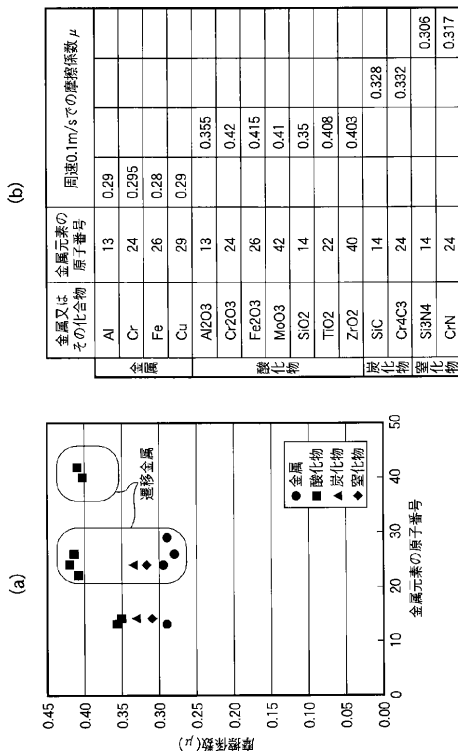 (a)
摩擦係数(μ)
0.45
0.40
0.35
0.30
0.25
0.20
0.15
0.10
0.05
0.00
0
10
20
30
40
50
金属元素の原子番号
遷移金属
●金属
■酸化物
▲炭化物
◆窒化物
(b)
金属又はその化合物 金属元素の原子番号 周速0.1m/sでの摩擦係数μ
金属
Al 13 0.29
Cr 24 0.295
Fe 26 0.28
Cu 29 0.29
酸化物
Al2O3 13 0.355
Cr2O3 24 0.42
Fe2O3 26 0.415
MoO3 42 0.41
SiO2 14 0.35
TiO2 22 0.408
ZrO2 40 0.403
炭化物
SiC 14 0.328
Cr4C3 24 0.332
窒化物
Si3N4 14 0.306
CrN 24 0.317